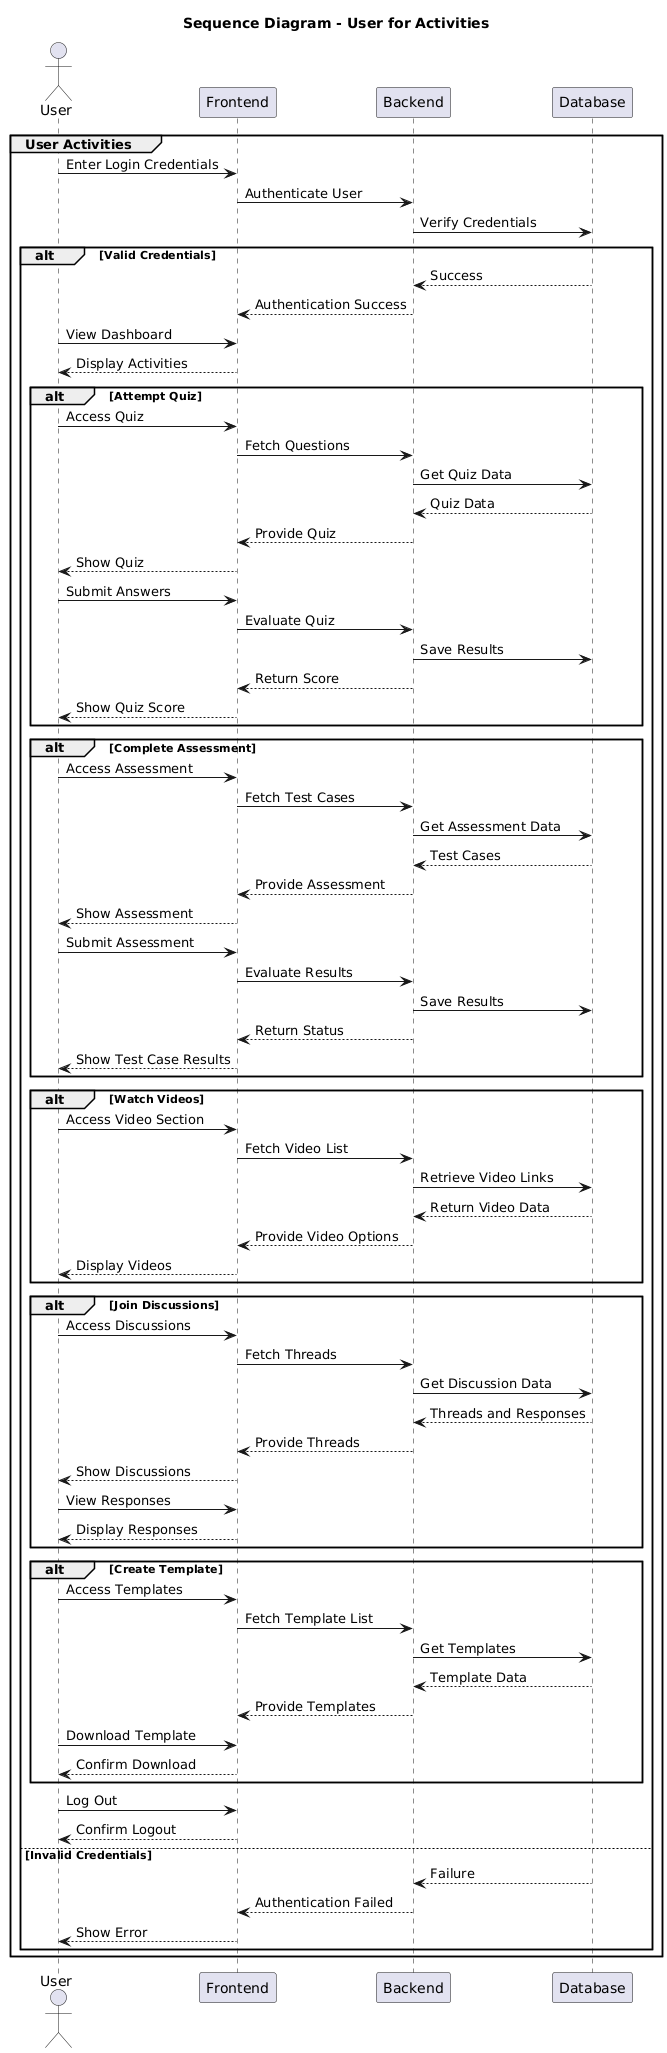 Sequence Diagram - User for Activities
User
Frontend
Backend
Database
User Activities
Enter Login Credentials
Authenticate User
Verify Credentials
alt
[Valid Credentials]
Success
Authentication Success
View Dashboard
Display Activities
alt
[Attempt Quiz]
Access Quiz
Fetch Questions
Get Quiz Data
Quiz Data
Provide Quiz
Show Quiz
Submit Answers
Evaluate Quiz
Save Results
Return Score
Show Quiz Score
alt
[Complete Assessment]
Access Assessment
Fetch Test Cases
Get Assessment Data
Test Cases
Provide Assessment
Show Assessment
Submit Assessment
Evaluate Results
Save Results
Return Status
Show Test Case Results
alt
[Watch Videos]
Access Video Section
Fetch Video List
Retrieve Video Links
Return Video Data
Provide Video Options
Display Videos
alt
[Join Discussions]
Access Discussions
Fetch Threads
Get Discussion Data
Threads and Responses
Provide Threads
Show Discussions
View Responses
Display Responses
alt
[Create Template]
Access Templates
Fetch Template List
Get Templates
Template Data
Provide Templates
Download Template
Confirm Download
Log Out
Confirm Logout
[Invalid Credentials]
Failure
Authentication Failed
Show Error
User
Frontend
Backend
Database